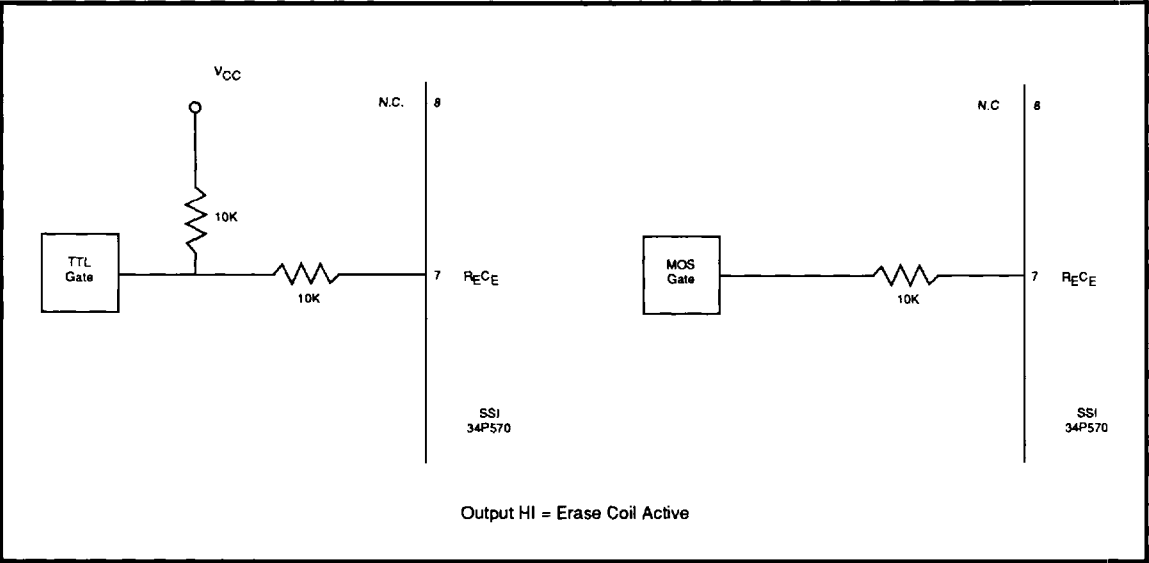 VCC
N.C.
8
10K
TTL
Gate
7
RECE
10K
SSI
34P570
N.C
8
MOS
Gate
7
RECE
10K
SSI
34P570
Output HI = Erase Coil Active